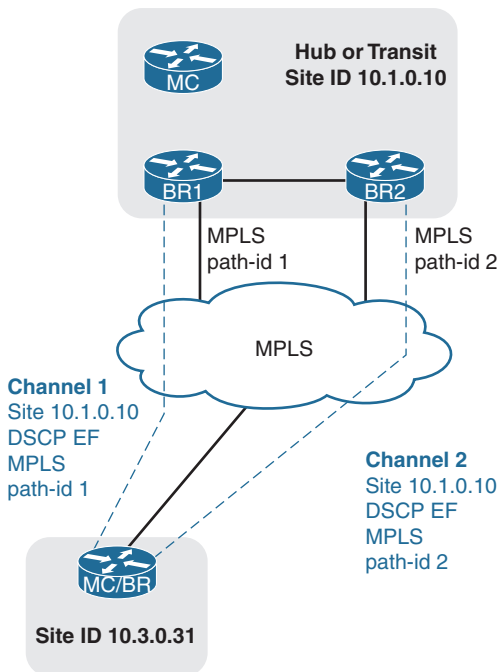 Hub or Transit
Site ID 10.1.0.10
MC
BR1
BR2
MPLS
path-id 1
MPLS
path-id 2
MPLS
Channel 1
Site 10.1.0.10
DSCP EF
MPLS
path-id 1
Channel 2
Site 10.1.0.10
DSCP EF
MPLS
path-id 2
MC/BR
Site ID 10.3.0.31